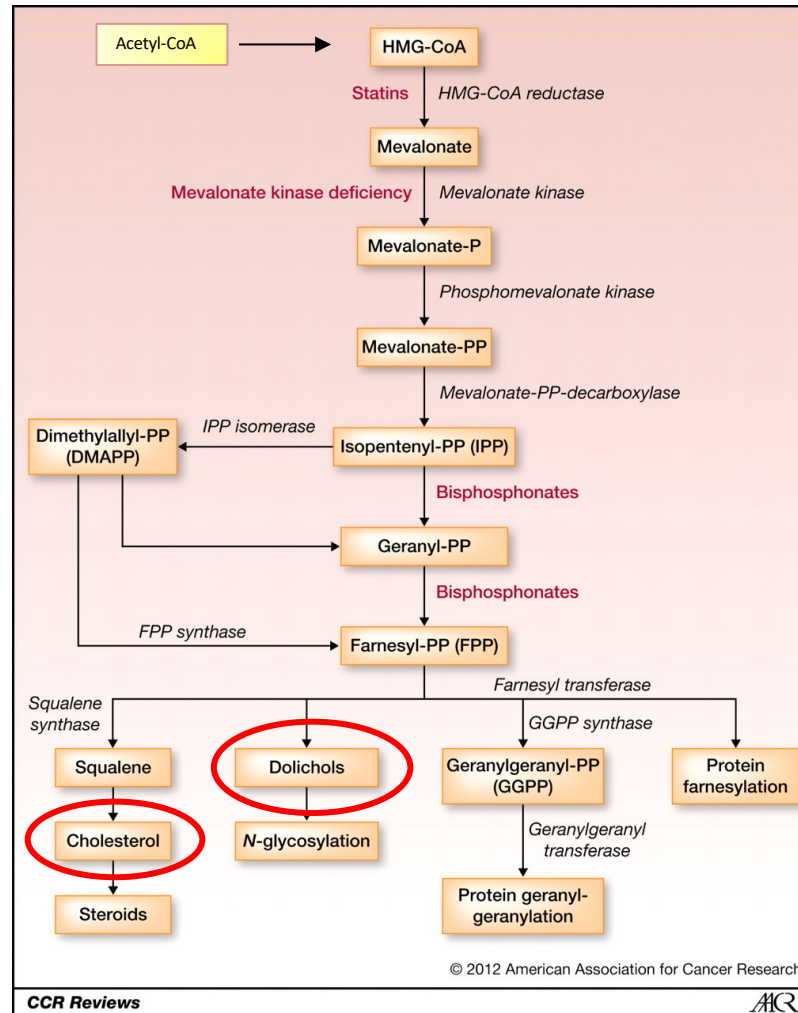 Acetyl-CoA
HMG-CoA
Statins
HMG-CoA reductase
Mevalonate
Mevalonate kinase deficiency
Mevalonate kinase
Mevalonate-P
Phosphomevalonate kinase
Mevalonate-PP
Mevalonate-PP-decarboxylase
Dimethylallyl-PP
(DMAPP)
IPP isomerase
Isopentenyl-PP (IPP)
Bisphosphonates
Geranyl-PP
Bisphosphonates
FPP synthase
Farnesyl-PP (FPP)
Farnesyl transferase
Squalene
synthase
GGPP synthase
Squalene
Dolichols
Geranylgeranyl-PP
(GGPP)
Protein
farnesylation
Cholesterol
N-glycosylation
Geranylgeranyl
transferase
Steroids
Protein geranyl-
geranylation
© 2012 American Association for Cancer Research
CCR Reviews
AACR